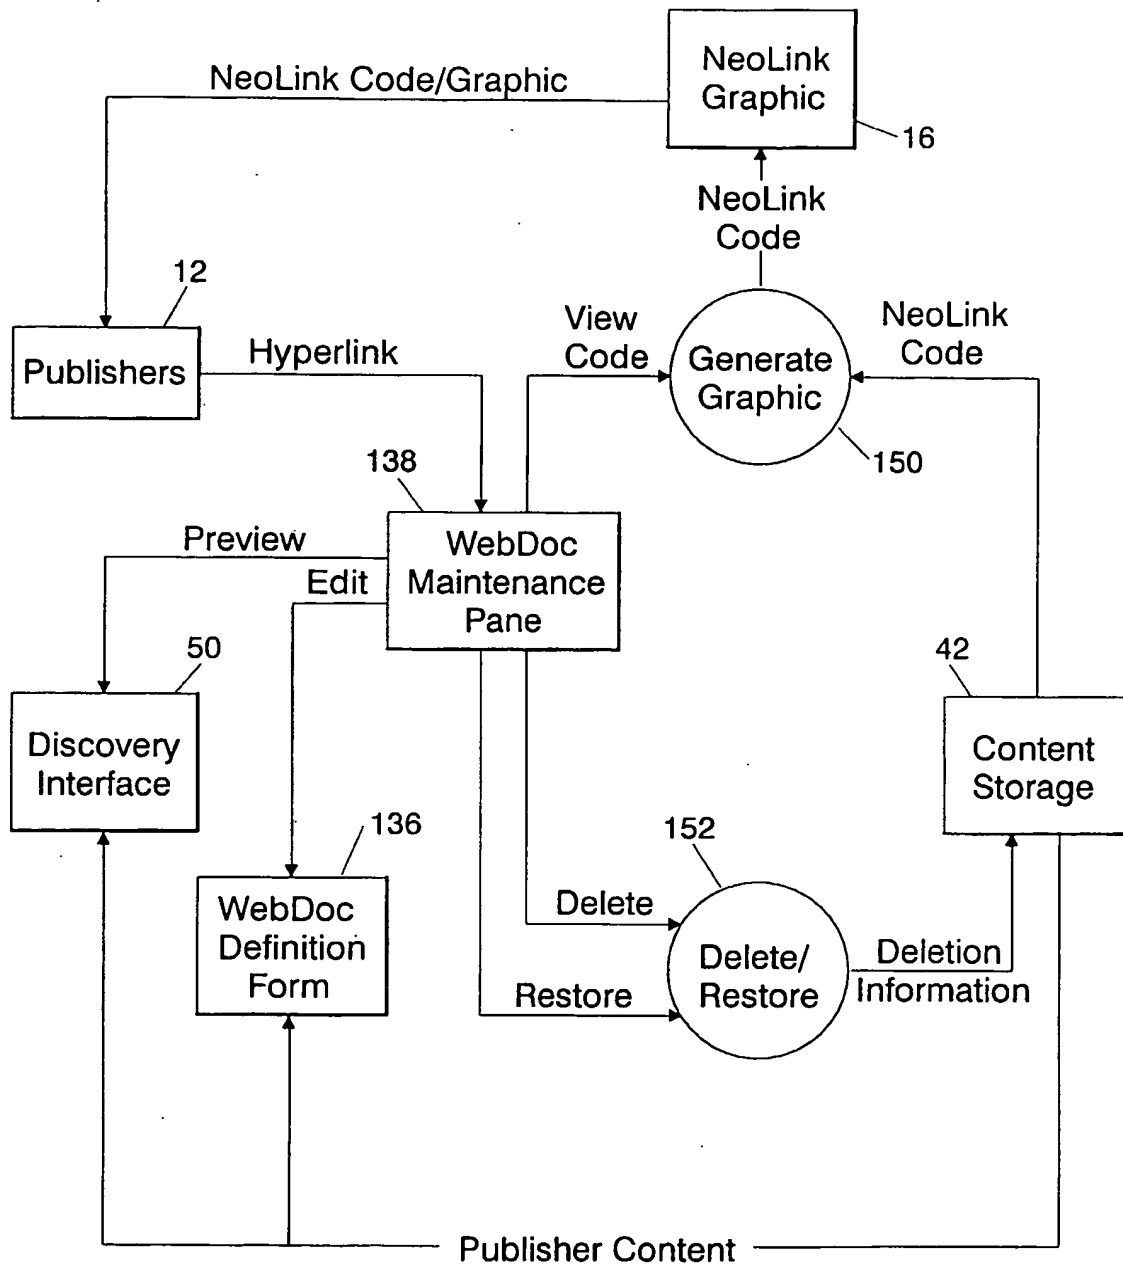 NeoLink
Graphic
NeoLink Code/Graphic
16
NeoLink
Code
12
Publishers
Hyperlink
View
Code
Generate
Graphic
NeoLink
Code
150
138
WebDoc
Maintenance
Pane
Preview
Edit
50
Discovery
Interface
42
Content
Storage
136
WebDoc
Definition
Form
152
Delete
Delete/
Restore
Restore
Deletion
Information
Publisher Content